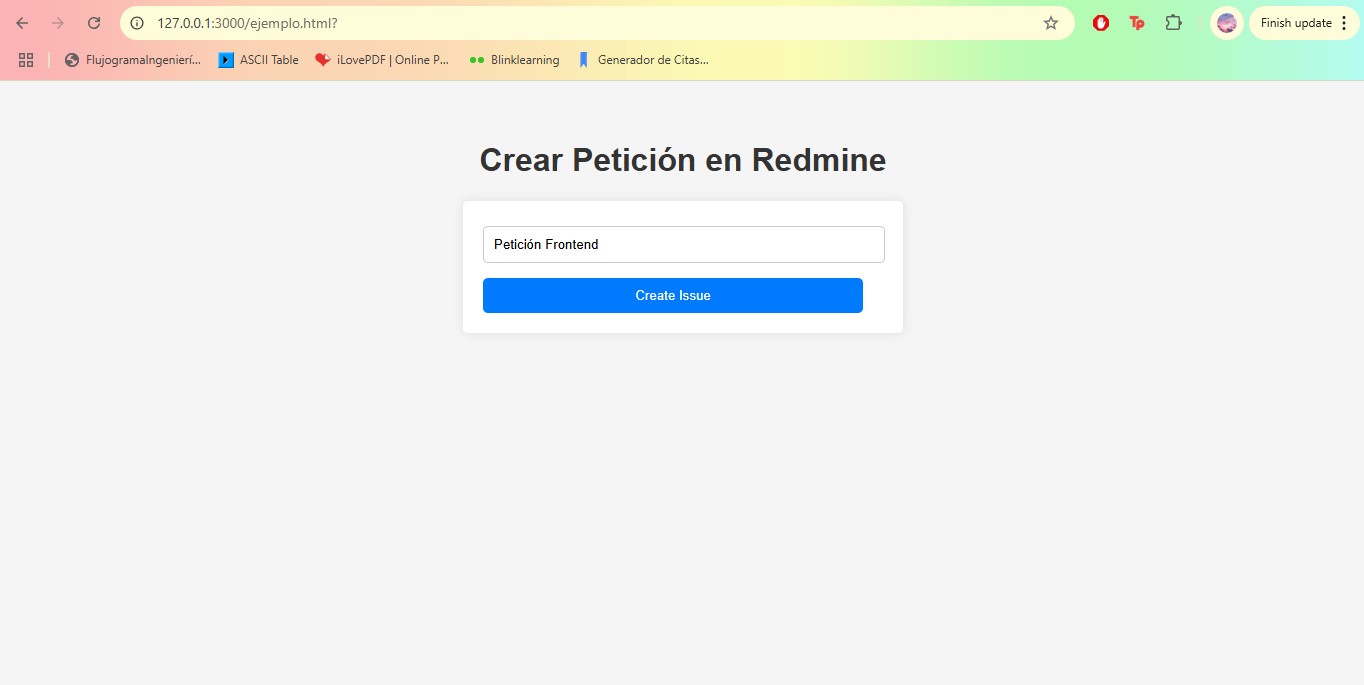 127.0.0.1:3000/ejemplo.html?
Tp
Finish update
FlujogramaIngenierí...
ASCII Table
iLovePDF | Online P...
Blinklearning
Generador de Citas...
Crear Petición en Redmine
Petición Frontend
Create Issue